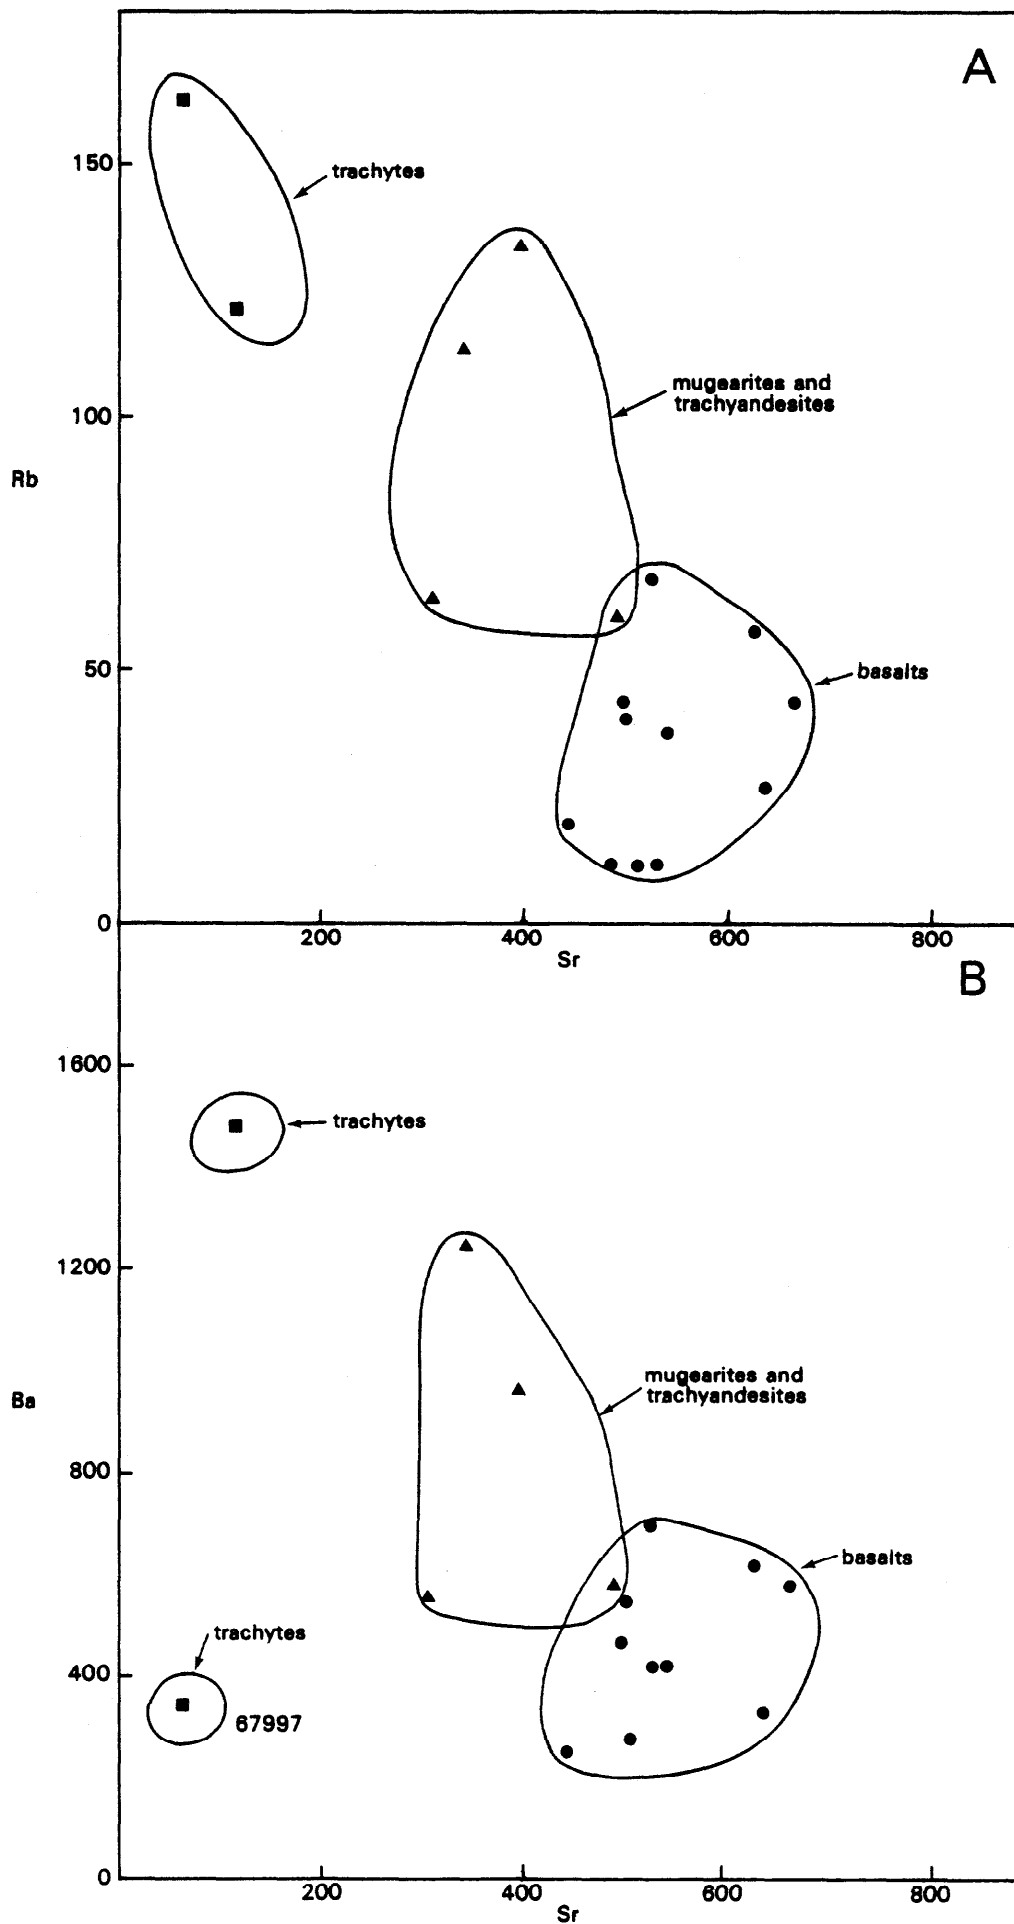 A
150
trachytes
mugearites and
trachyandesites
100
Rb
50
basalts
0
200
400
600
800
Sr
B
1600
trachytes
1200
mugearites and
trachyandesites
Ba
800
basalts
trachytes
400
67997
0
200
400
600
800
Sr